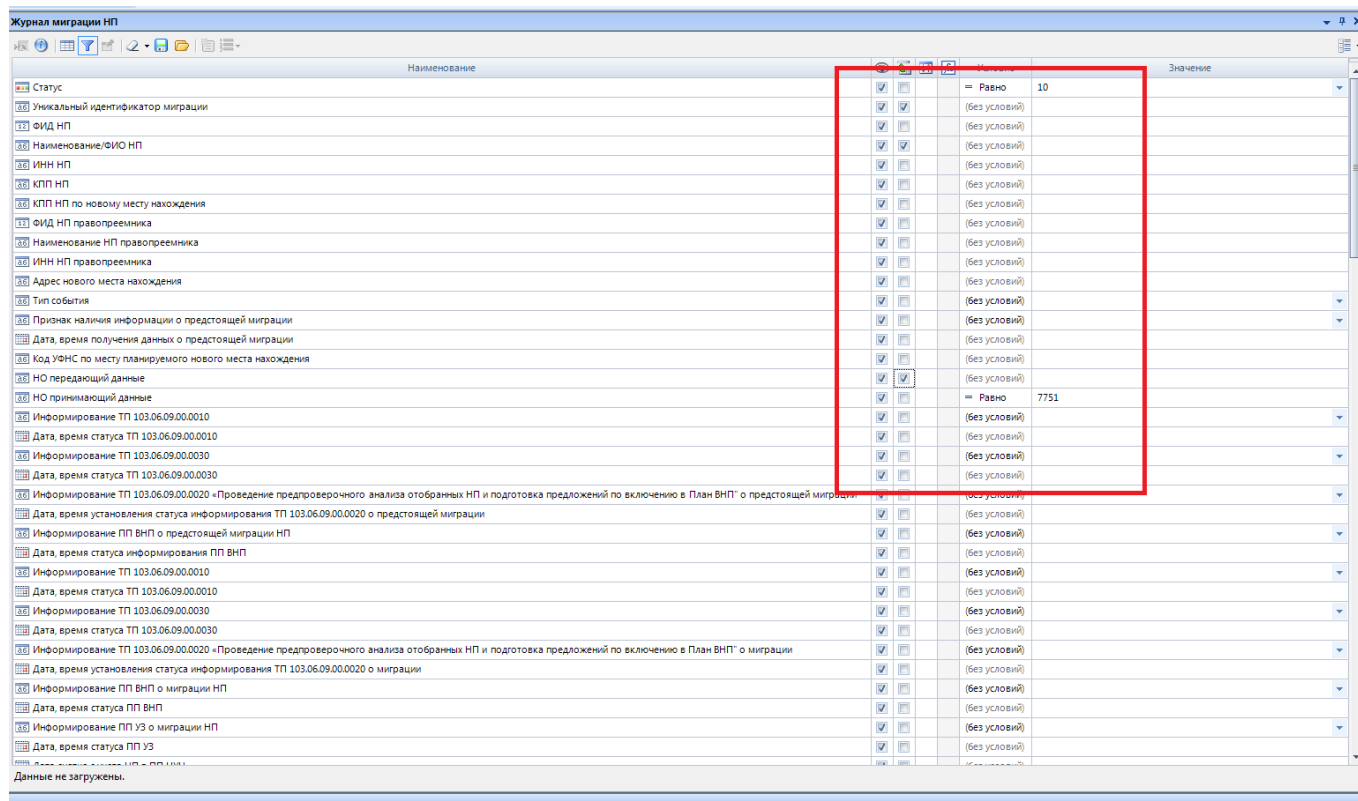 Журнал миграции НП
Наименование
Значение
Статус = Равно 10
Уникальный идентификатор миграции (без условий)
ФИД НП (без условий)
Наименование/ФИО НП (без условий)
ИНН НП (без условий)
КПП НП (без условий)
КПП НП по новому месту нахождения (без условий)
ФИД НП правопреемника (без условий)
Наименование НП правопреемника (без условий)
ИНН НП правопреемника (без условий)
Адрес нового места нахождения (без условий)
Тип события (без условий)
Признак наличия информации о предстоящей миграции (без условий)
Дата, время получения данных о предстоящей миграции (без условий)
Код УФНС по месту планируемого нового места нахождения (без условий)
НО передающий данные (без условий)
НО принимающий данные = Равно 7751
Информирование ТП 103.06.09.00.0010 (без условий)
Дата, время статуса ТП 103.06.09.00.0010 (без условий)
Информирование ТП 103.06.09.00.0030 (без условий)
Дата, время статуса ТП 103.06.09.00.0030 (без условий)
Информирование ТП 103.06.09.00.0020 «Проведение предпроверочного анализа отобранных НП и подготовка предложений по включению в План ВНП" о предстоящей миграции (без условий)
Дата, время установления статуса информирования ТП 103.06.09.00.0020 о предстоящей миграции (без условий)
Информирование ПП ВНП о предстоящей миграции НП (без условий)
Дата, время статуса информирования ПП ВНП (без условий)
Информирование ТП 103.06.09.00.0010 (без условий)
Дата, время статуса ТП 103.06.09.00.0010 (без условий)
Информирование ТП 103.06.09.00.0030 (без условий)
Дата, время статуса ТП 103.06.09.00.0030 (без условий)
Информирование ТП 103.06.09.00.0020 «Проведение предпроверочного анализа отобранных НП и подготовка предложений по включению в План ВНП" о миграции (без условий)
Дата, время установления статуса информирования ТП 103.06.09.00.0020 о миграции (без условий)
Информирование ПП ВНП о миграции НП (без условий)
Дата, время статуса ПП ВНП (без условий)
Информирование ПП УЗ о миграции НП (без условий)
Дата, время статуса ПП УЗ (без условий)
Данные не загружены.